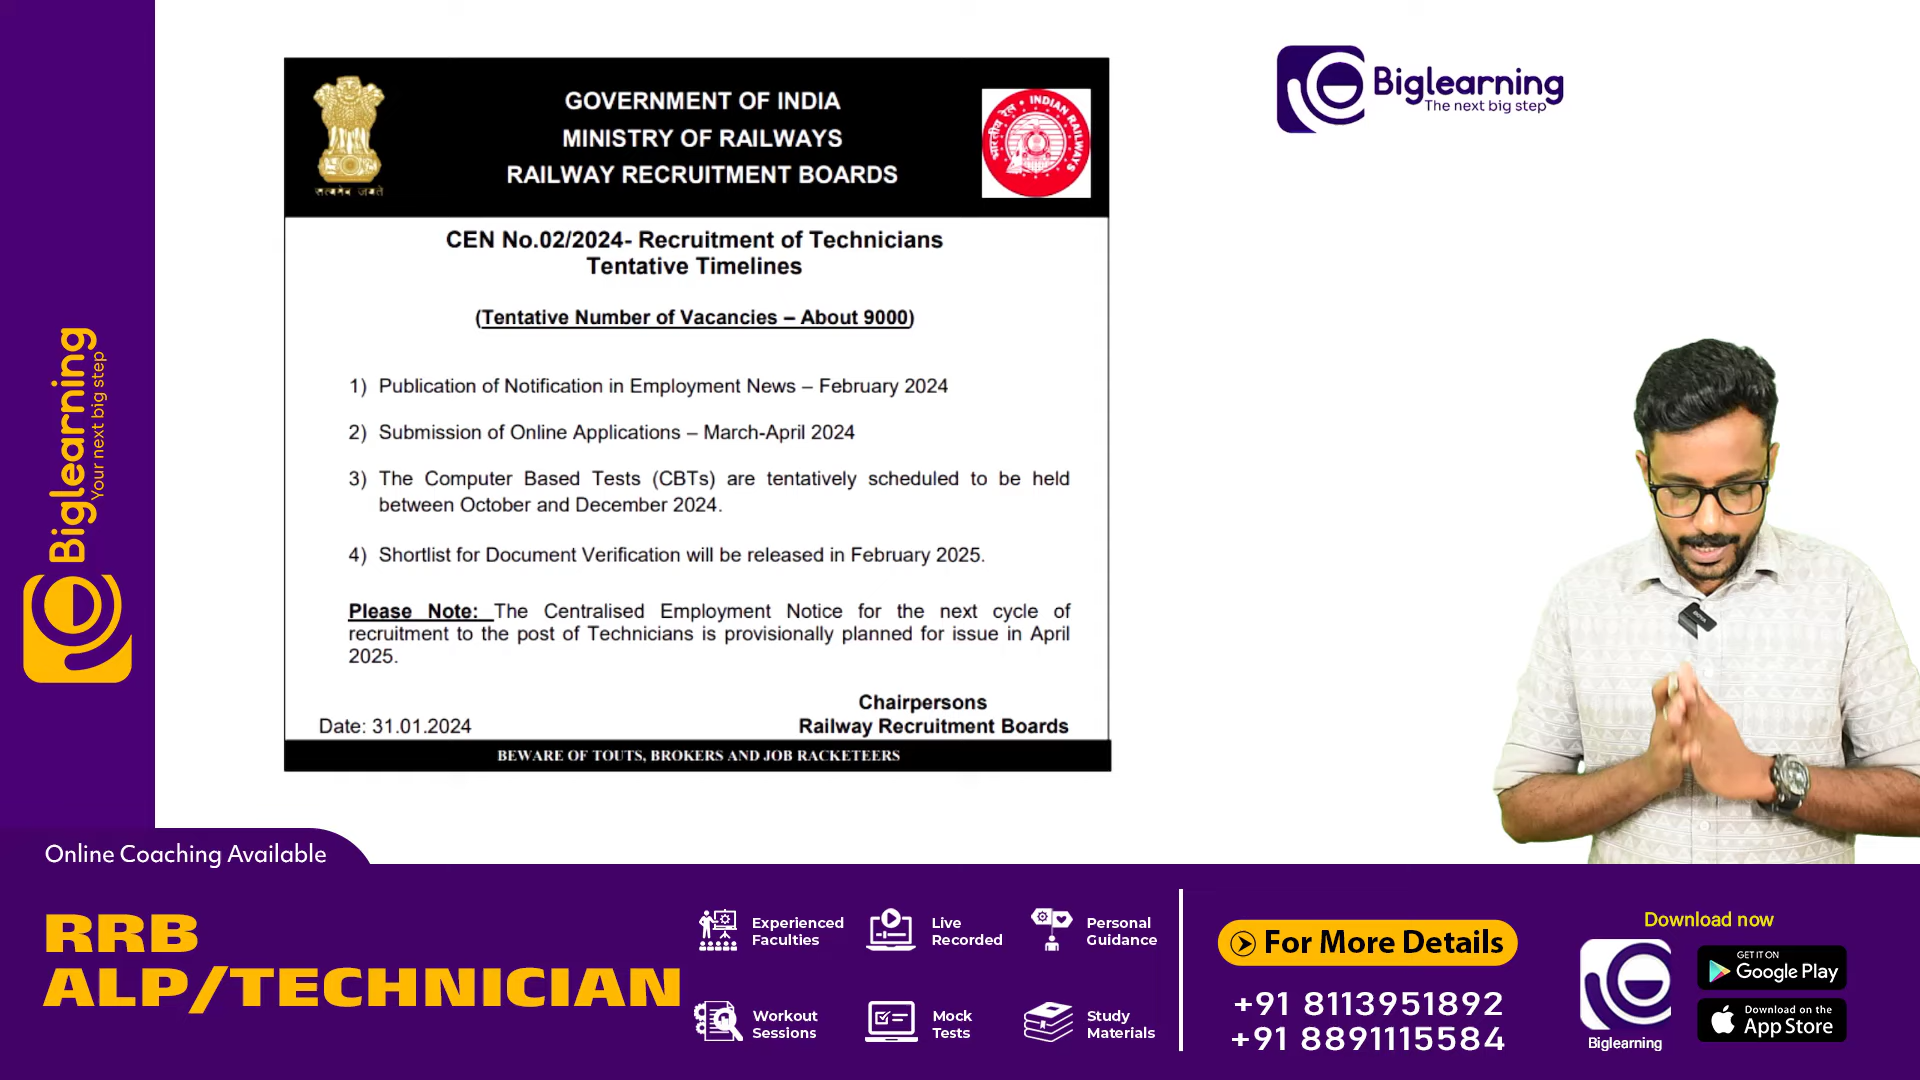 Biglearning
Your next big step
सत्यमेव जयते
GOVERNMENT OF INDIA
MINISTRY OF RAILWAYS
RAILWAY RECRUITMENT BOARDS
भारतीय रेल • INDIAN RAILWAYS
Biglearning
The next big step
CEN No.02/2024- Recruitment of Technicians
Tentative Timelines
(Tentative Number of Vacancies – About 9000)
1) Publication of Notification in Employment News – February 2024
2) Submission of Online Applications – March-April 2024
3) The Computer Based Tests (CBTs) are tentatively scheduled to be held
between October and December 2024.
4) Shortlist for Document Verification will be released in February 2025.
Please Note: The Centralised Employment Notice for the next cycle of
recruitment to the post of Technicians is provisionally planned for issue in April
2025.
Chairpersons
Date: 31.01.2024 Railway Recruitment Boards
BEWARE OF TOUTS, BROKERS AND JOB RACKETEERS
Online Coaching Available
RRB
ALP/TECHNICIAN
Experienced
Faculties
Live
Recorded
Personal
Guidance
Workout
Sessions
Mock
Tests
Study
Materials
For More Details
+91 8113951892
+91 8891115584
Download now
Biglearning
GET IT ON
Google Play
Download on the
App Store